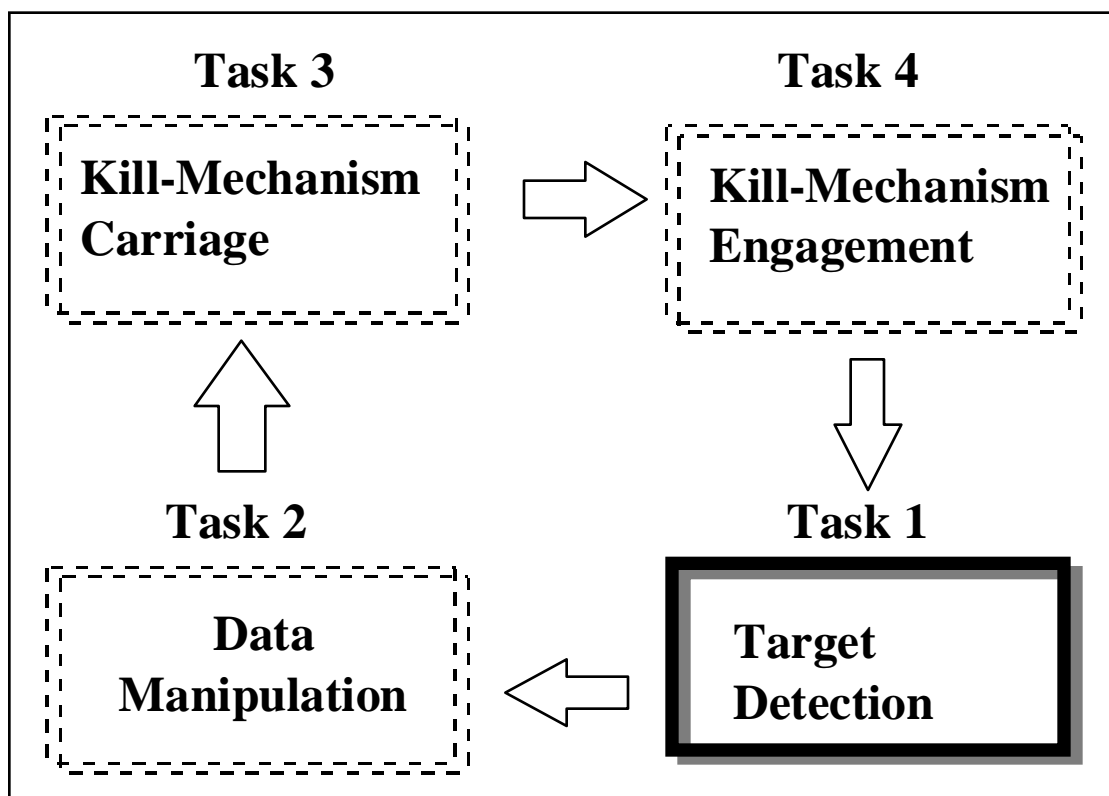 Task 3
Kill-Mechanism
Carriage
Task 4
Kill-Mechanism
Engagement
Task 2
Data
Manipulation
Task 1
Target
Detection